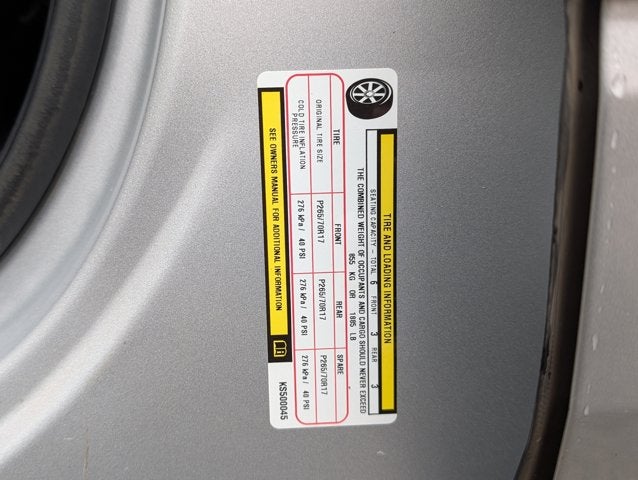 TIRE AND LOADING INFORMATION
SEATING CAPACITY - TOTAL 6 FRONT 3 REAR 3
THE COMBINED WEIGHT OF OCCUPANTS AND CARGO SHOULD NEVER EXCEED
855 KG OR 1885 LB
TIRE FRONT REAR SPARE
ORIGINAL TIRE SIZE P265/70R17 P265/70R17 P265/70R17
COLD TIRE INFLATION PRESSURE 276 kPa / 40 PSI 276 kPa / 40 PSI 276 kPa / 40 PSI
SEE OWNERS MANUAL FOR ADDITIONAL INFORMATION
KS500045